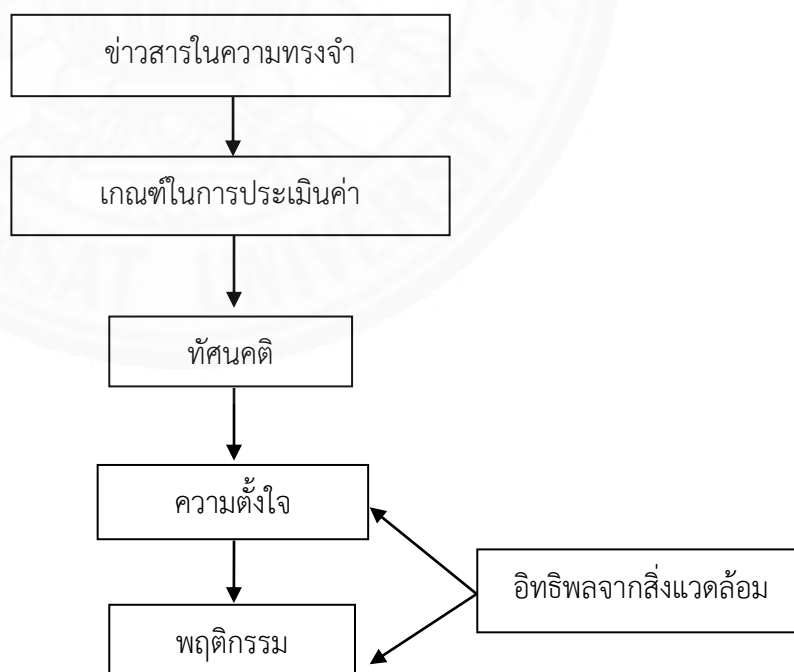 ข่าวสารในความทรงจำ
เกณฑ์ในการประเมินค่า
ทัศนคติ
ความตั้งใจ
อิทธิพลจากสิ่งแวดล้อม
พฤติกรรม